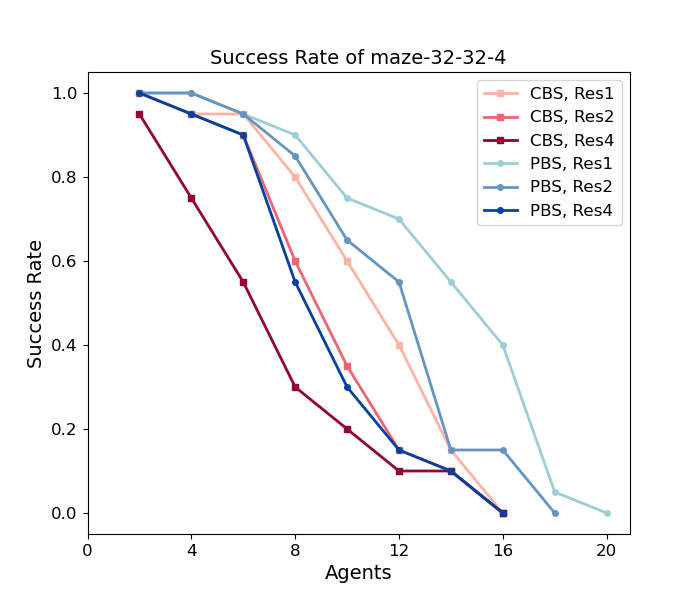 Success Rate of maze-32-32-4
1.0
0.8
0.6
0.4
0.2
0.0
Success Rate
0 4 8 12 16 20
Agents
CBS, Res1
CBS, Res2
CBS, Res4
PBS, Res1
PBS, Res2
PBS, Res4